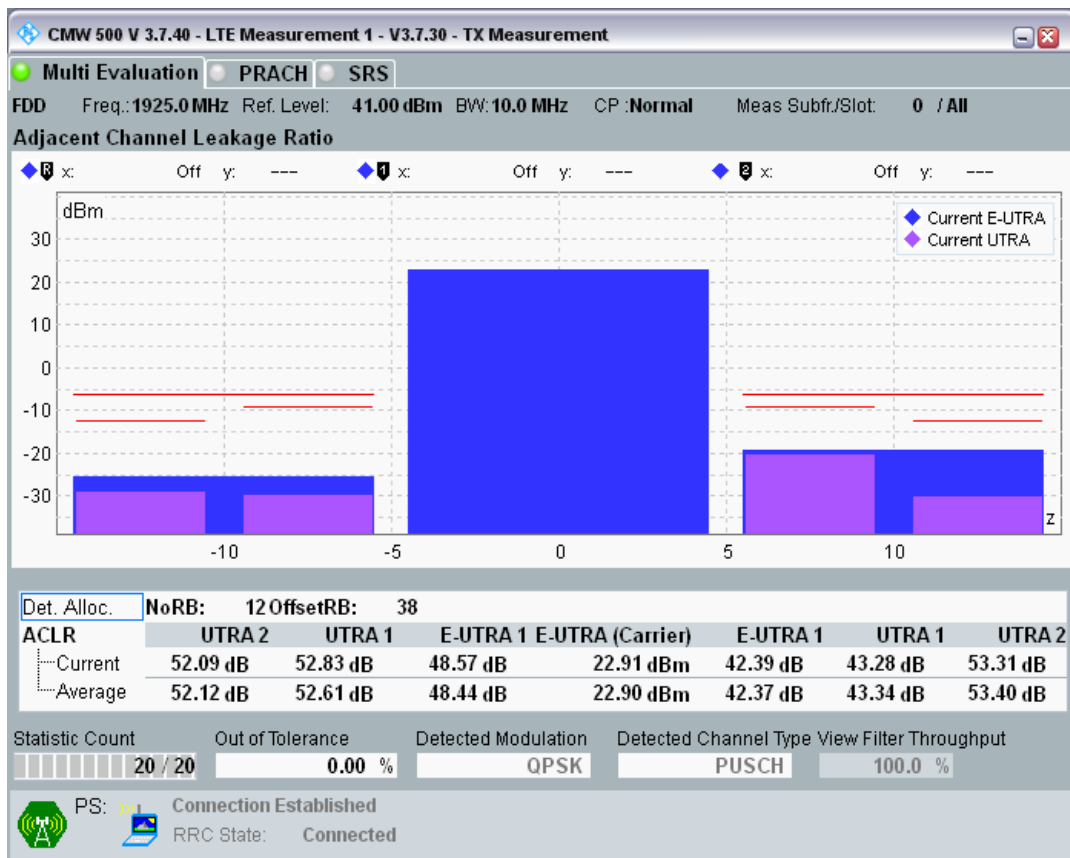 CMW 500 V 3.7.40 - LTE Measurement 1 - V3.7.30 - TX Measurement
Multi Evaluation PRACH SRS
FDD Freq.: 1925.0 MHz Ref. Level: 41.00 dBm BW: 10.0 MHz CP :Normal Meas Subfr./Slot: 0 / All
Adjacent Channel Leakage Ratio
R x: Off y: --- 1 x: Off y: --- 2 x: Off y: ---
dBm
Current E-UTRA
Current UTRA
30
20
10
0
-10
-20
-30
z
-10 -5 0 5 10
Det. Alloc. NoRB: 12 OffsetRB: 38
ACLR UTRA 2 UTRA 1 E-UTRA 1 E-UTRA (Carrier) E-UTRA 1 UTRA 1 UTRA 2
Current 52.09 dB 52.83 dB 48.57 dB 22.91 dBm 42.39 dB 43.28 dB 53.31 dB
Average 52.12 dB 52.61 dB 48.44 dB 22.90 dBm 42.37 dB 43.34 dB 53.40 dB
Statistic Count Out of Tolerance Detected Modulation Detected Channel Type View Filter Throughput
20 / 20 0.00 % QPSK PUSCH 100.0 %
PS: Connection Established
RRC State: Connected